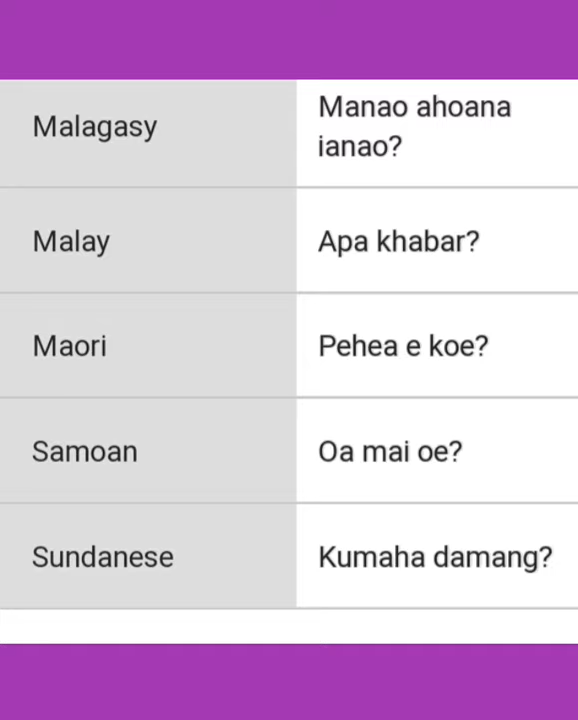 Malagasy
Manao ahoana
ianao?
Malay
Apa khabar?
Maori
Pehea e koe?
Samoan
Oa mai oe?
Sundanese
Kumaha damang?